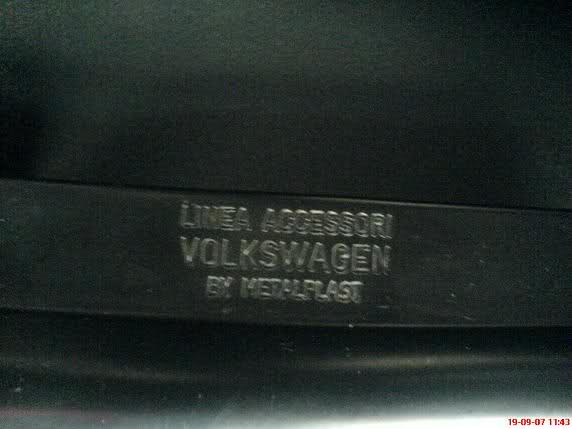 LINEA ACCESSORI
VOLKSWAGEN
BY METALPLAST
19-09-07 11:43